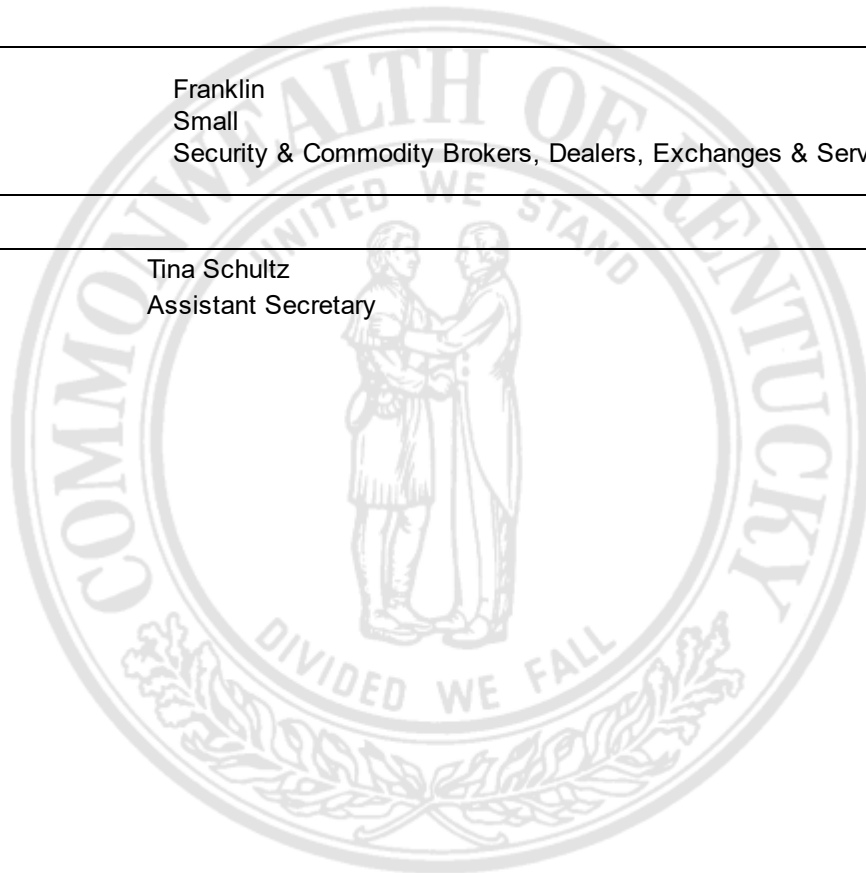 Franklin
Small
Security & Commodity Brokers, Dealers, Exchanges & Serv
Tina Schultz
Assistant Secretary
COMMONWEALTH OF KENTUCKY
UNITED WE STAND
DIVIDED WE FALL